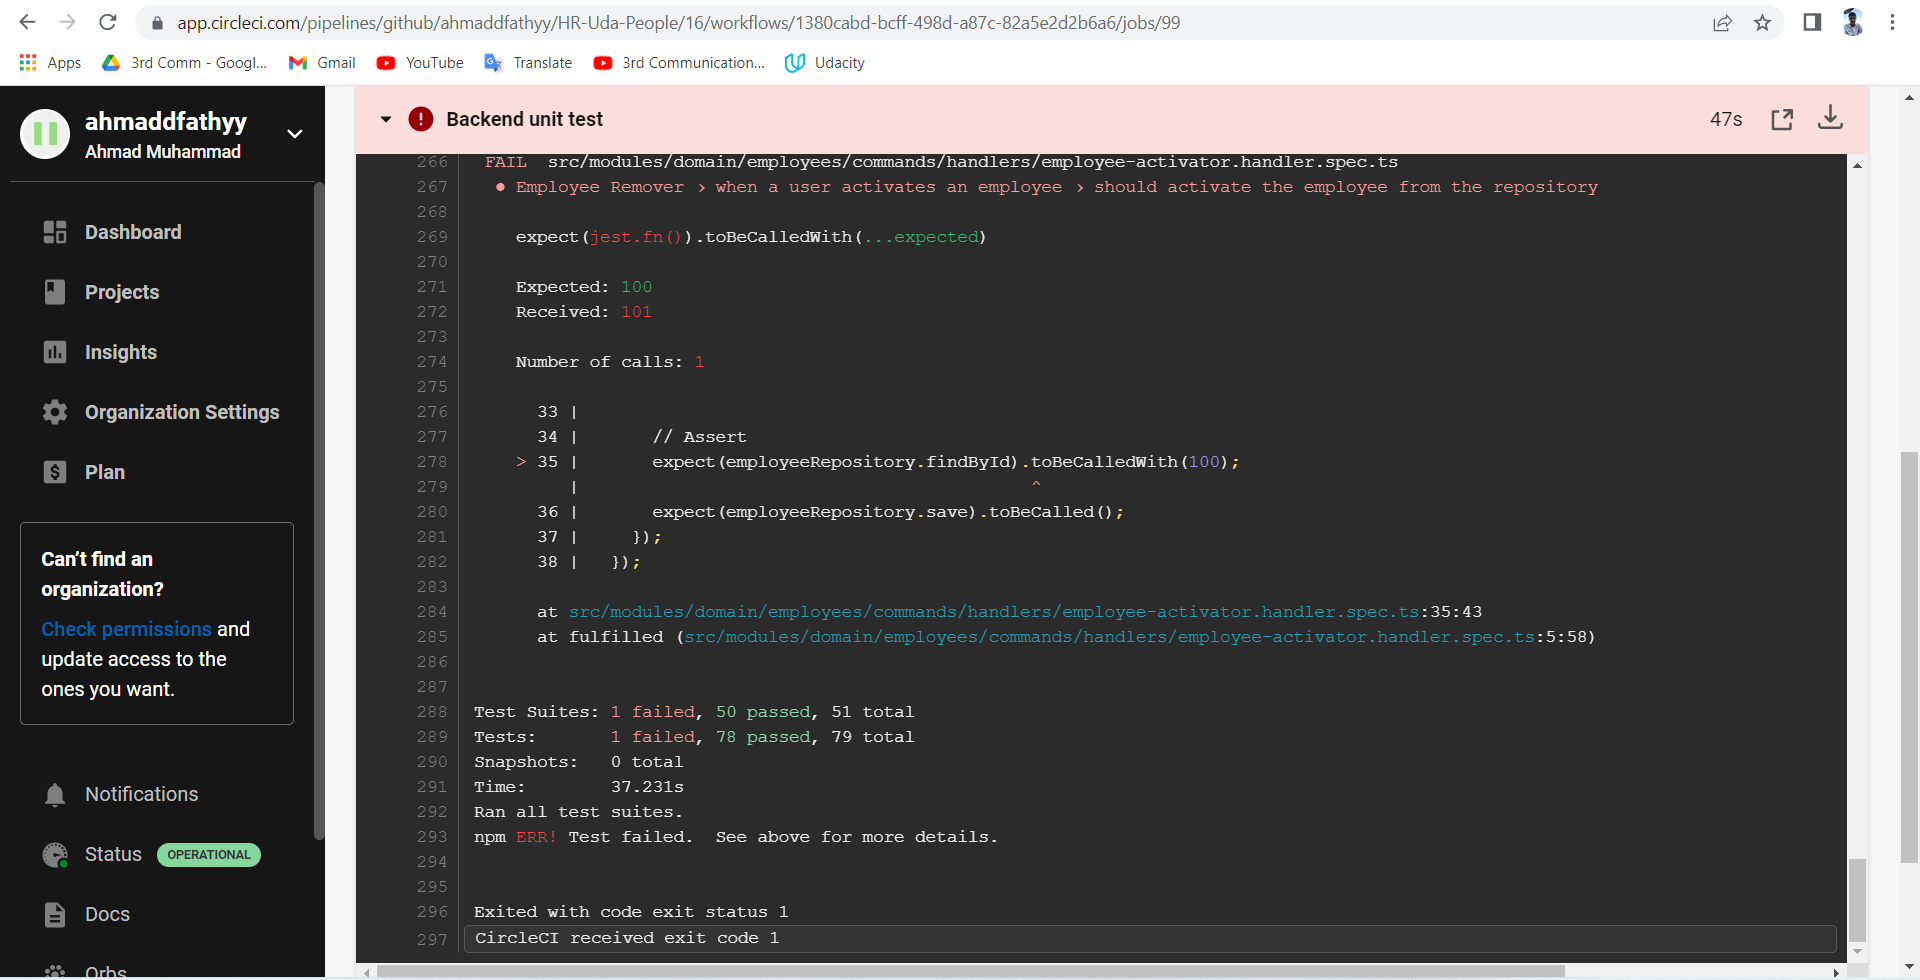 app.circleci.com/pipelines/github/ahmaddfathyy/HR-Uda-People/16/workflows/1380cabd-bcff-498d-a87c-82a5e2d2b6a6/jobs/99
Apps 3rd Comm - Googl... Gmail YouTube Translate 3rd Communication... Udacity
ahmaddfathyy
Ahmad Muhammad
Dashboard
Projects
Insights
Organization Settings
Plan
Can't find an
organization?
Check permissions and
update access to the
ones you want.
Notifications
Status OPERATIONAL
Docs
Orbs
Backend unit test 47s
266 FAIL src/modules/domain/employees/commands/handlers/employee-activator.handler.spec.ts
267 ● Employee Remover › when a user activates an employee › should activate the employee from the repository
268
269 expect(jest.fn()).toBeCalledWith(...expected)
270
271 Expected: 100
272 Received: 101
273
274 Number of calls: 1
275
276 33 |
277 34 | // Assert
278 > 35 | expect(employeeRepository.findById).toBeCalledWith(100);
279 | ^
280 36 | expect(employeeRepository.save).toBeCalled();
281 37 | });
282 38 | });
283
284 at src/modules/domain/employees/commands/handlers/employee-activator.handler.spec.ts:35:43
285 at fulfilled (src/modules/domain/employees/commands/handlers/employee-activator.handler.spec.ts:5:58)
286
287
288 Test Suites: 1 failed, 50 passed, 51 total
289 Tests: 1 failed, 78 passed, 79 total
290 Snapshots: 0 total
291 Time: 37.231s
292 Ran all test suites.
293 npm ERR! Test failed. See above for more details.
294
295
296 Exited with code exit status 1
297 CircleCI received exit code 1